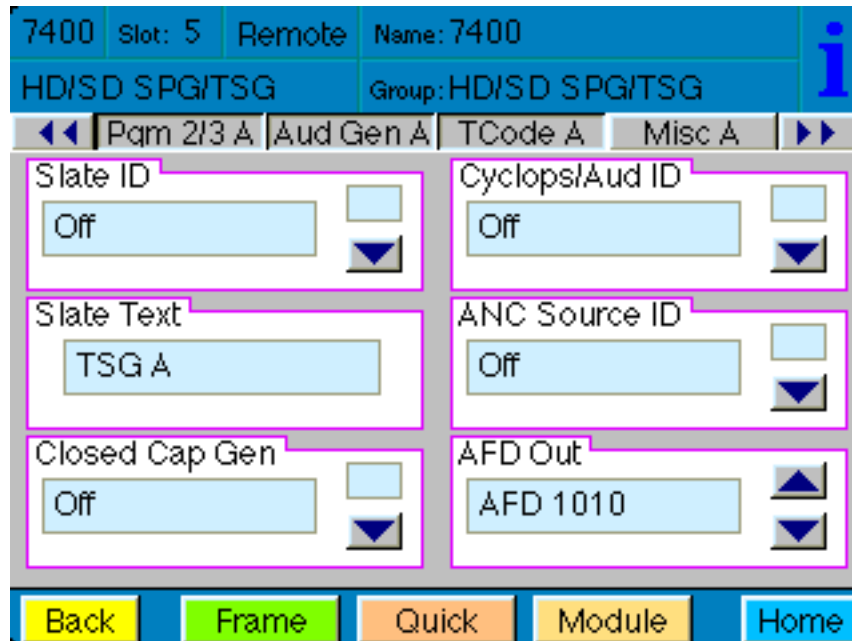 7400 Slot: 5 Remote Name: 7400
HD/SD SPG/TSG Group: HD/SD SPG/TSG
i
Pgm 2/3 A Aud Gen A TCode A Misc A
Slate ID
Off
Cyclops/Aud ID
Off
Slate Text
TSG A
ANC Source ID
Off
Closed Cap Gen
Off
AFD Out
AFD 1010
Back Frame Quick Module Home